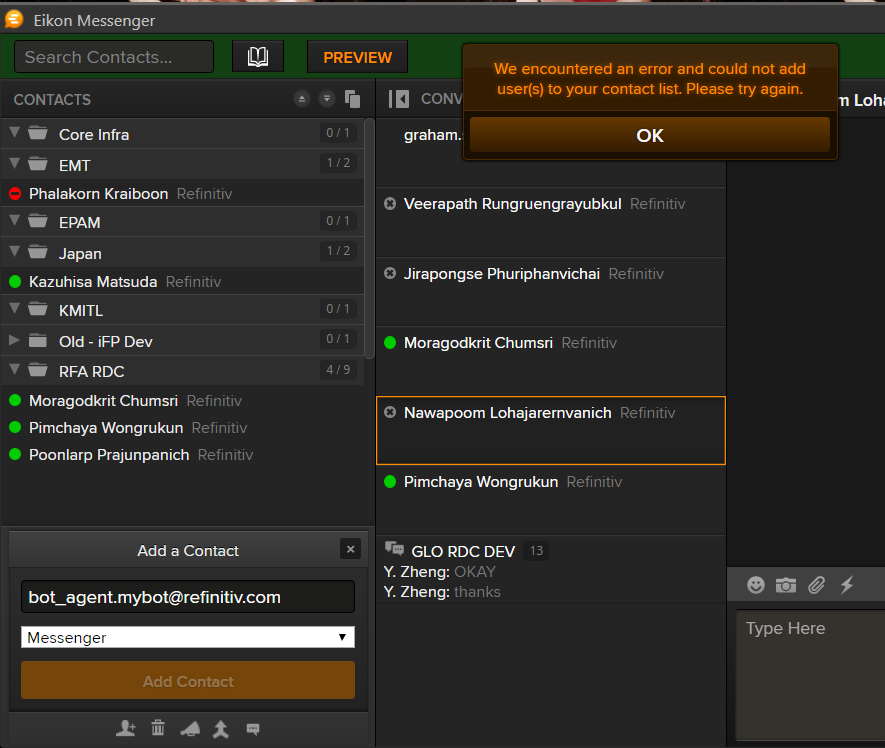 Eikon Messenger
Search Contacts...
PREVIEW
We encountered an error and could not add
user(s) to your contact list. Please try again.
OK
CONTACTS
Core Infra 0 / 1
EMT 1 / 2
Phalakorn Kraiboon Refinitiv
EPAM 0 / 1
Japan 1 / 2
Kazuhisa Matsuda Refinitiv
KMITL 0 / 1
Old - iFP Dev 0 / 1
RFA RDC 4 / 9
Moragodkrit Chumsri Refinitiv
Pimchaya Wongrukun Refinitiv
Poonlarp Prajunpanich Refinitiv
Add a Contact
bot_agent.mybot@refinitiv.com
Messenger
Add Contact
CONV
graham.
Veerapath Rungruengrayubkul Refinitiv
Jirapongse Phuriphanvichai Refinitiv
Moragodkrit Chumsri Refinitiv
Nawapoom Lohajarernvanich Refinitiv
Pimchaya Wongrukun Refinitiv
GLO RDC DEV 13
Y. Zheng: OKAY
Y. Zheng: thanks
m Loha
Type Here